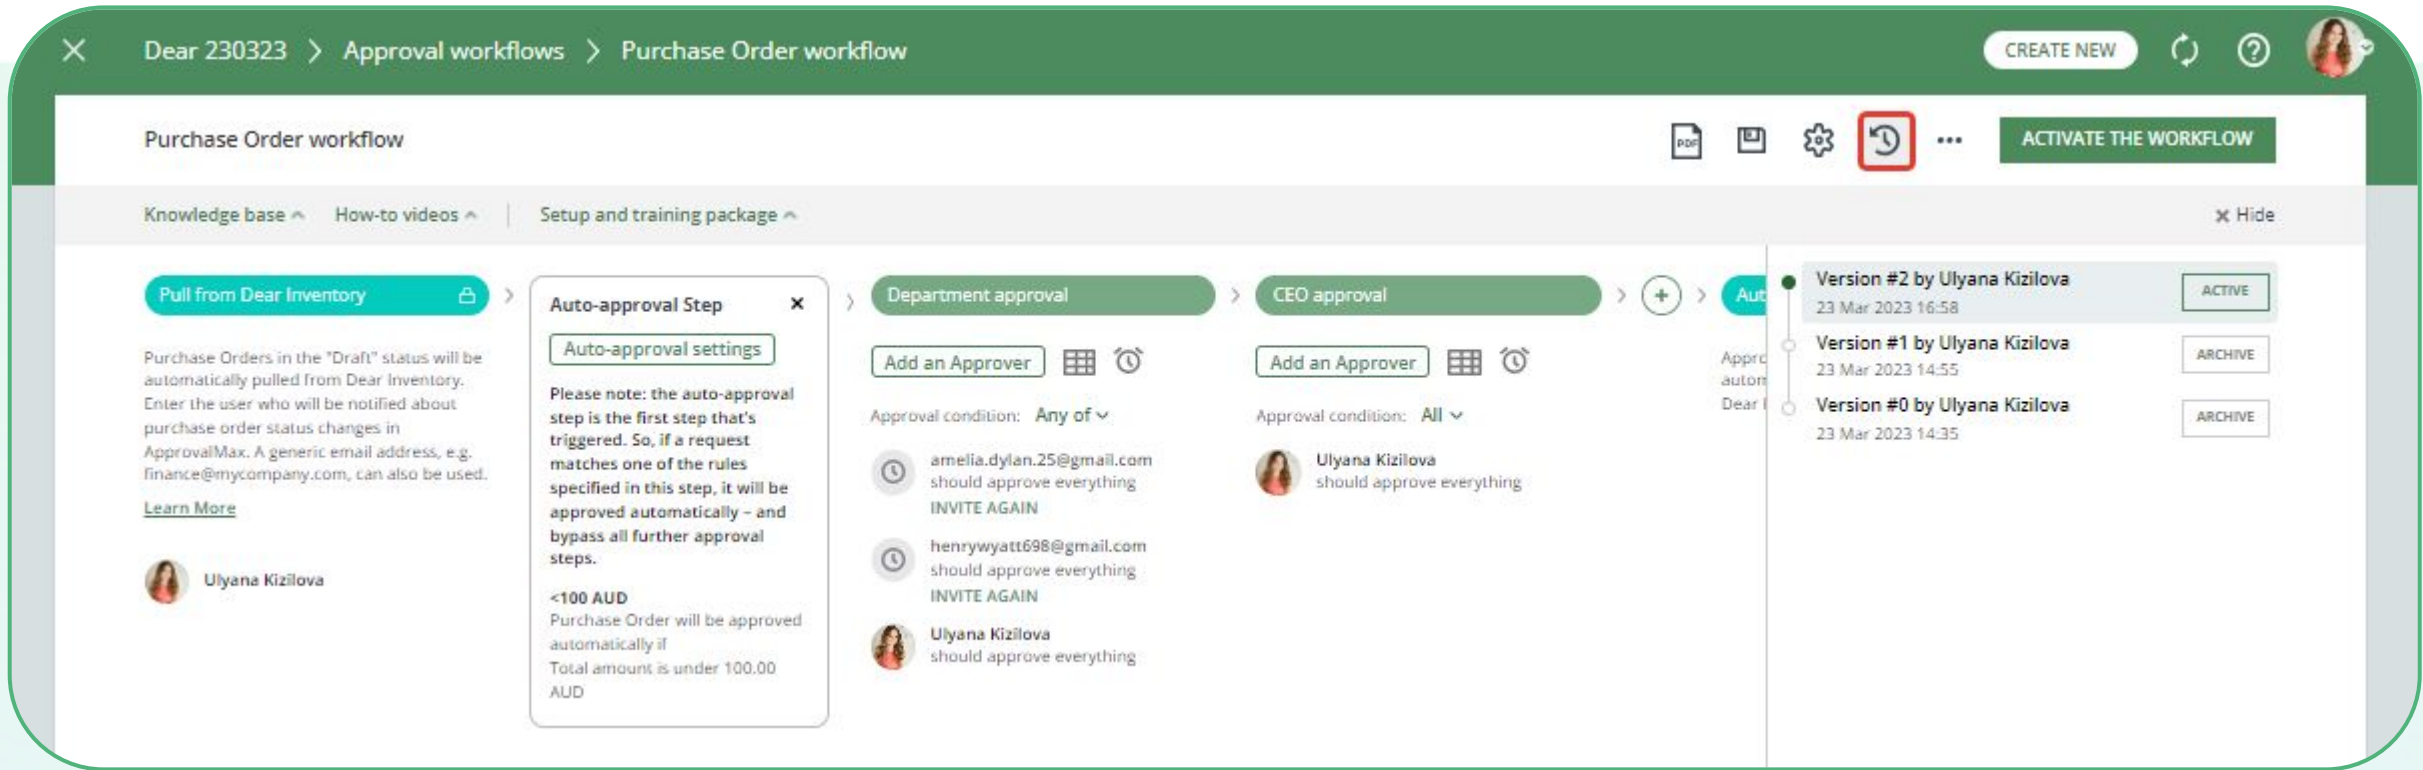 Dear 230323 > Approval workflows > Purchase Order workflow
CREATE NEW
Purchase Order workflow
PDF
ACTIVATE THE WORKFLOW
Knowledge base
How-to videos
Setup and training package
Hide
Pull from Dear Inventory
Purchase Orders in the "Draft" status will be
automatically pulled from Dear Inventory.
Enter the user who will be notified about
purchase order status changes in
ApprovalMax. A generic email address, e.g.
finance@mycompany.com, can also be used.
Learn More
Ulyana Kizilova
Auto-approval Step
Auto-approval settings
Please note: the auto-approval
step is the first step that's
triggered. So, if a request
matches one of the rules
specified in this step, it will be
approved automatically – and
bypass all further approval
steps.
<100 AUD
Purchase Order will be approved
automatically if
Total amount is under 100.00
AUD
Department approval
Add an Approver
Approval condition: Any of
amelia.dylan.25@gmail.com
should approve everything
INVITE AGAIN
henrywyatt698@gmail.com
should approve everything
INVITE AGAIN
Ulyana Kizilova
should approve everything
CEO approval
Add an Approver
Approval condition: All
Ulyana Kizilova
should approve everything
Aut
Appro
autom
Dear I
Version #2 by Ulyana Kizilova
23 Mar 2023 16:58
ACTIVE
Version #1 by Ulyana Kizilova
23 Mar 2023 14:55
ARCHIVE
Version #0 by Ulyana Kizilova
23 Mar 2023 14:35
ARCHIVE